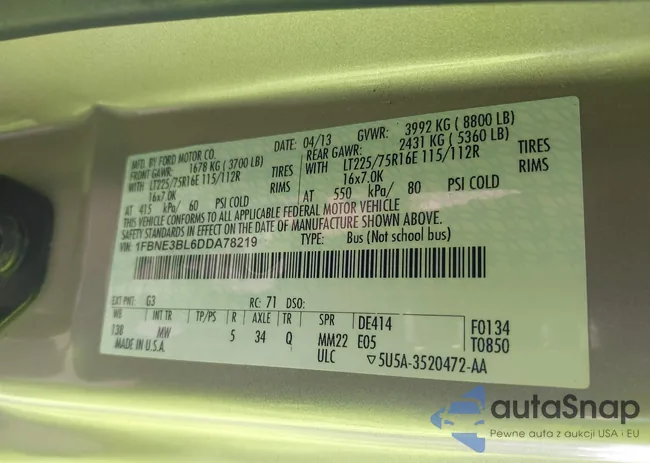 MFD. BY FORD MOTOR CO.
DATE: 04/13 GVWR: 3992 KG ( 8800 LB)
FRONT GAWR: 1678 KG ( 3700 LB) REAR GAWR: 2431 KG ( 5360 LB)
WITH LT225/75R16E 115/112R TIRES WITH LT225/75R16E 115/112R TIRES
16x7.0K RIMS 16x7.0K RIMS
AT 415 kPa/ 60 PSI COLD AT 550 kPa/ 80 PSI COLD
THIS VEHICLE CONFORMS TO ALL APPLICABLE FEDERAL MOTOR VEHICLE
SAFETY STANDARDS IN EFFECT ON THE DATE OF MANUFACTURE SHOWN ABOVE.
VIN: 1FBNE3BL6DDA78219 TYPE: Bus (Not school bus)
EXT PNT: G3 RC: 71 DSO:
WB INT TR TP/PS R AXLE TR SPR DE414 F0134
138 MW 5 34 Q MM22 E05 T0850
MADE IN U.S.A. ULC ▽5U5A-3520472-AA
autaSnap
Pewne auta z aukcji USA i EU